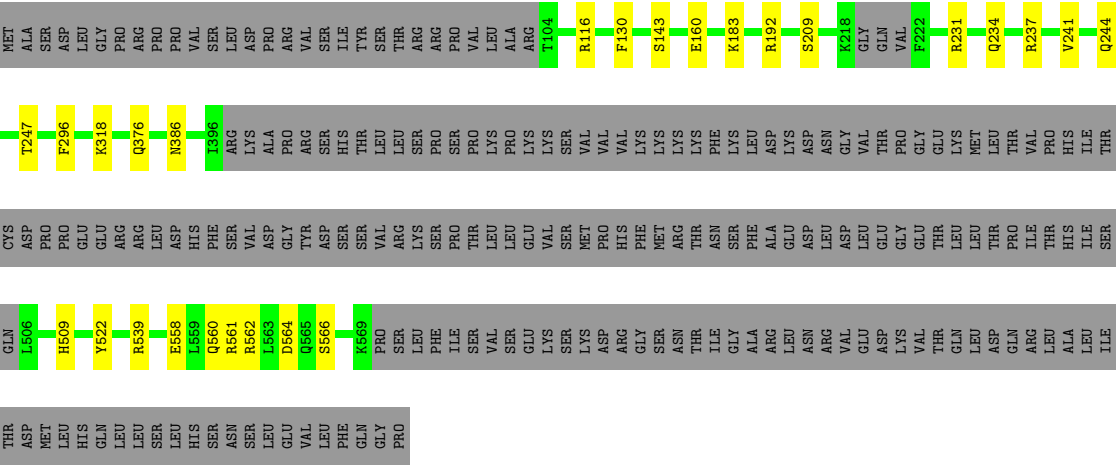 MET ALA SER ASP LEU GLY PRO ARG PRO PRO VAL SER LEU ASP PRO ARG VAL SER ILE TYR SER THR ARG ARG PRO VAL LEU ALA ARG T104 R116 F130 S143 E160 K183 R192 S209 K218 GLY GLN VAL F222 R231 Q234 R237 V241 Q244
T247 F296 K318 Q376 N386 I396 ARG LYS ALA PRO ARG SER HIS THR LEU LEU SER PRO SER PRO LYS PRO LYS LYS SER VAL VAL VAL LYS LYS LYS PHE LYS LEU ASP LYS ASP ASN GLY VAL THR PRO GLY GLU LYS MET LEU THR VAL PRO HIS ILE THR
CYS ASP PRO PRO GLU GLU ARG ARG LEU ASP HIS PHE SER VAL ASP GLY TYR ASP SER SER VAL ARG LYS SER PRO THR LEU LEU GLU VAL SER MET PRO HIS PHE MET ARG THR ASN SER PHE ALA GLU ASP LEU ASP LEU GLU GLY GLU THR LEU LEU THR PRO ILE THR HIS ILE SER
GLN L506 H509 Y522 R539 E558 L559 Q560 R561 R562 L563 D564 Q565 S566 K569 PRO SER LEU PHE ILE SER VAL SER GLU LYS SER LYS ASP ARG GLY SER ASN THR ILE GLY ALA ARG LEU ASN ARG VAL GLU ASP LYS VAL THR GLN LEU ASP GLN ARG LEU ALA LEU ILE
THR ASP MET LEU HIS GLN LEU LEU SER LEU HIS SER ASN SER LEU GLU VAL LEU PHE GLN GLY PRO